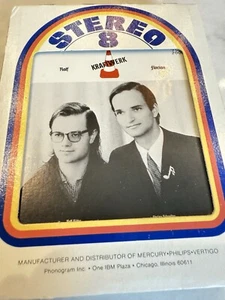 STEREO
8
Ralf
Florian
KRAFTWERK
MANUFACTURER AND DISTRIBUTOR OF MERCURY•PHILIPS•VERTIGO
Phonogram Inc • One IBM Plaza • Chicago, Illinois 60611